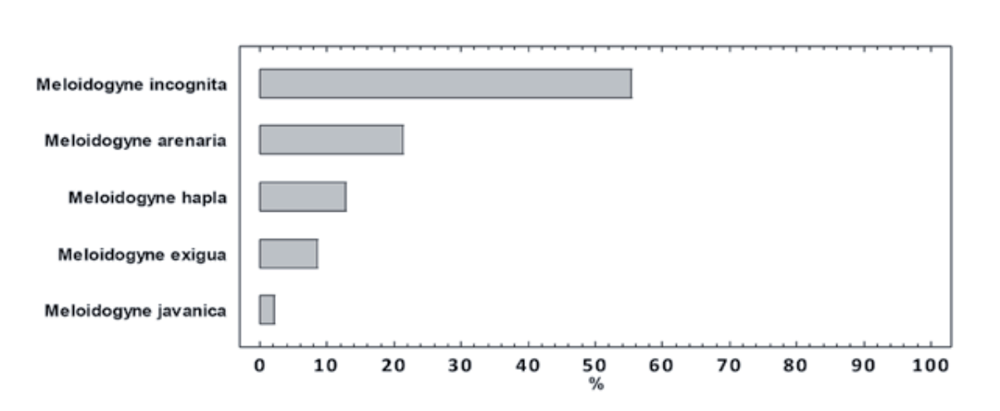 Meloidogyne incognita
Meloidogyne arenaria
Meloidogyne hapla
Meloidogyne exigua
Meloidogyne javanica
0 10 20 30 40 50 60 70 80 90 100
%